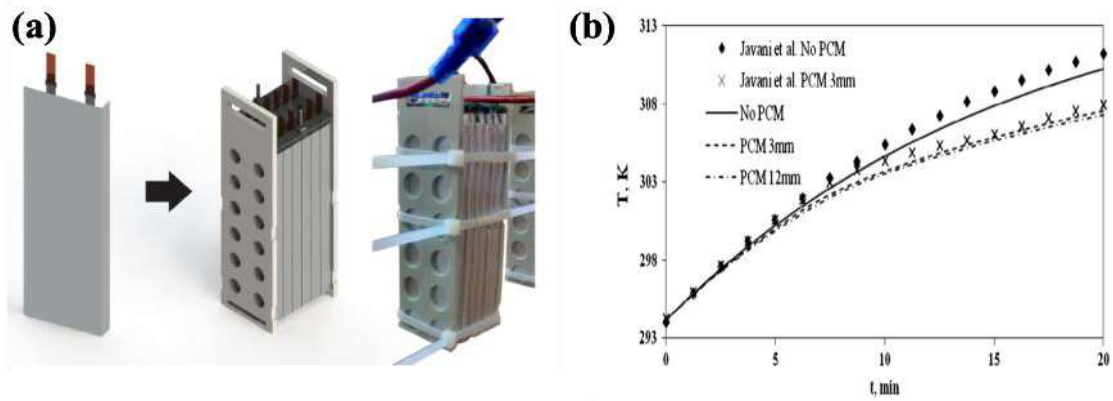 (a)
(b)
313
308
303
298
293
T, K
Javani et al. No PCM
Javani et al. PCM 3mm
No PCM
PCM 3mm
PCM 12mm
0
5
10
15
20
t, min